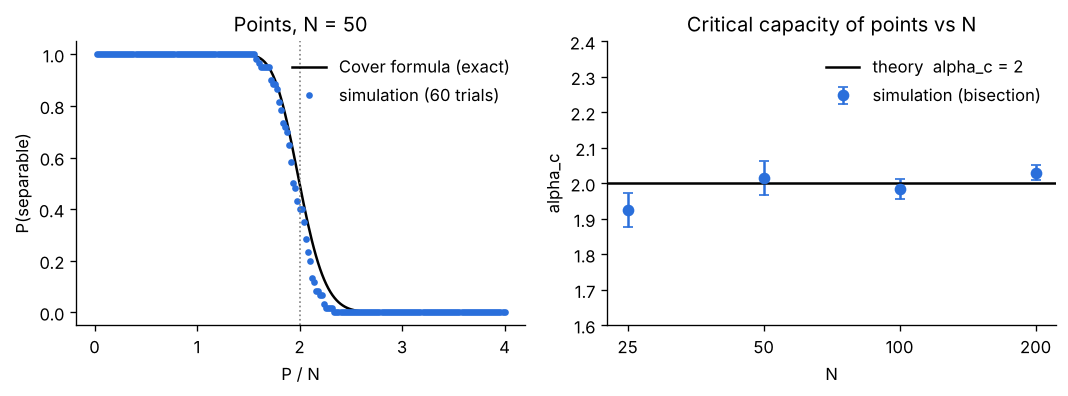 Points, N = 50
P(separable)
1.0
0.8
0.6
0.4
0.2
0.0
Cover formula (exact)
simulation (60 trials)
0 1 2 3 4
P / N
Critical capacity of points vs N
alpha_c
2.4
2.3
2.2
2.1
2.0
1.9
1.8
1.7
1.6
theory alpha_c = 2
simulation (bisection)
25 50 100 200
N